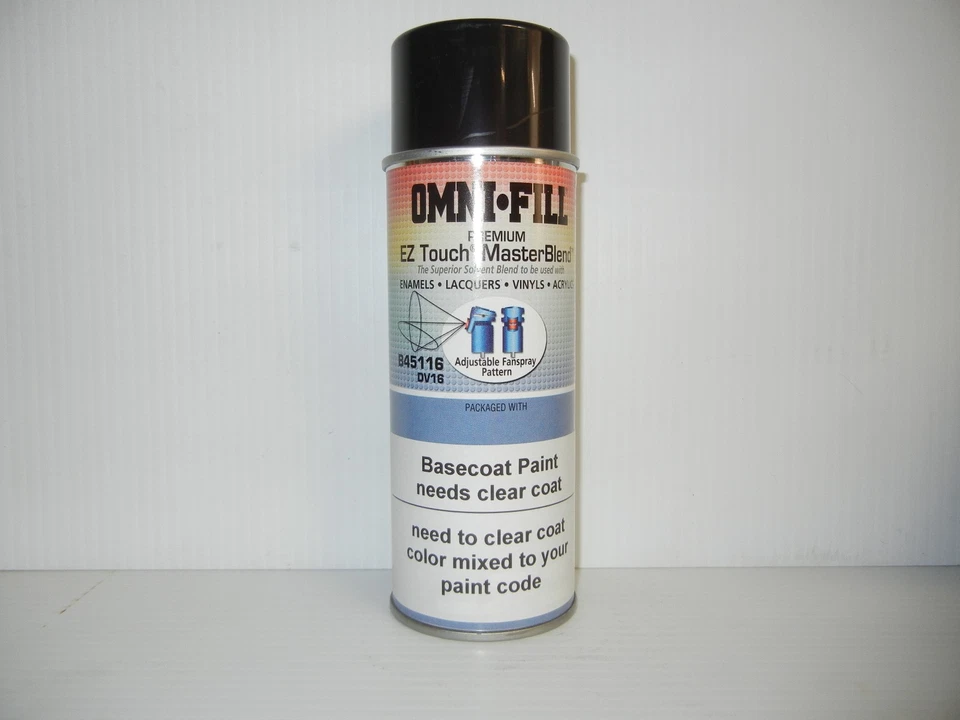 OMNI•FILL
PREMIUM
EZ Touch® MasterBlend™
The Superior Solvent Blend to be used with
ENAMELS • LACQUERS • VINYLS • ACRYLIC
B45116
DV16
Adjustable Fanspray
Pattern
PACKAGED WITH
Basecoat Paint
needs clear coat
need to clear coat
color mixed to your
paint code